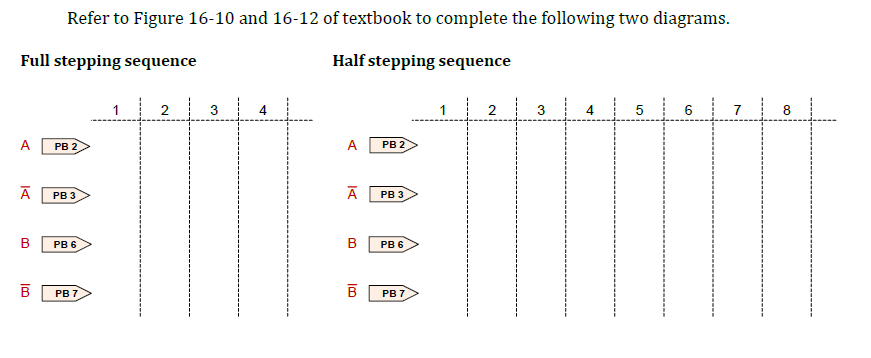 Refer to Figure 16-10 and 16-12 of textbook to complete the following two diagrams.
Full stepping sequence
1 2 3 4
A PB 2
A̅ PB 3
B PB 6
B̅ PB 7
Half stepping sequence
1 2 3 4 5 6 7 8
A PB 2
A̅ PB 3
B PB 6
B̅ PB 7